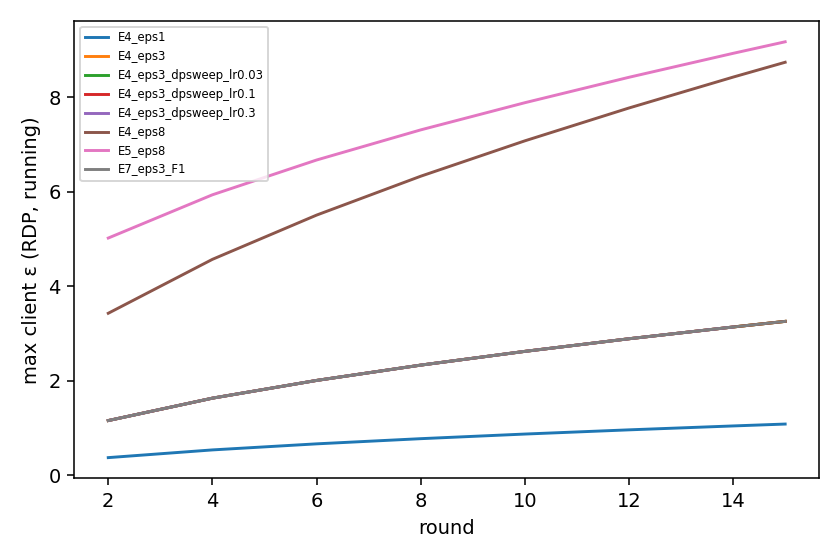 E4_eps1
E4_eps3
E4_eps3_dpsweep_lr0.03
E4_eps3_dpsweep_lr0.1
E4_eps3_dpsweep_lr0.3
E4_eps8
E5_eps8
E7_eps3_F1
max client ε (RDP, running)
8
6
4
2
0
2 4 6 8 10 12 14
round